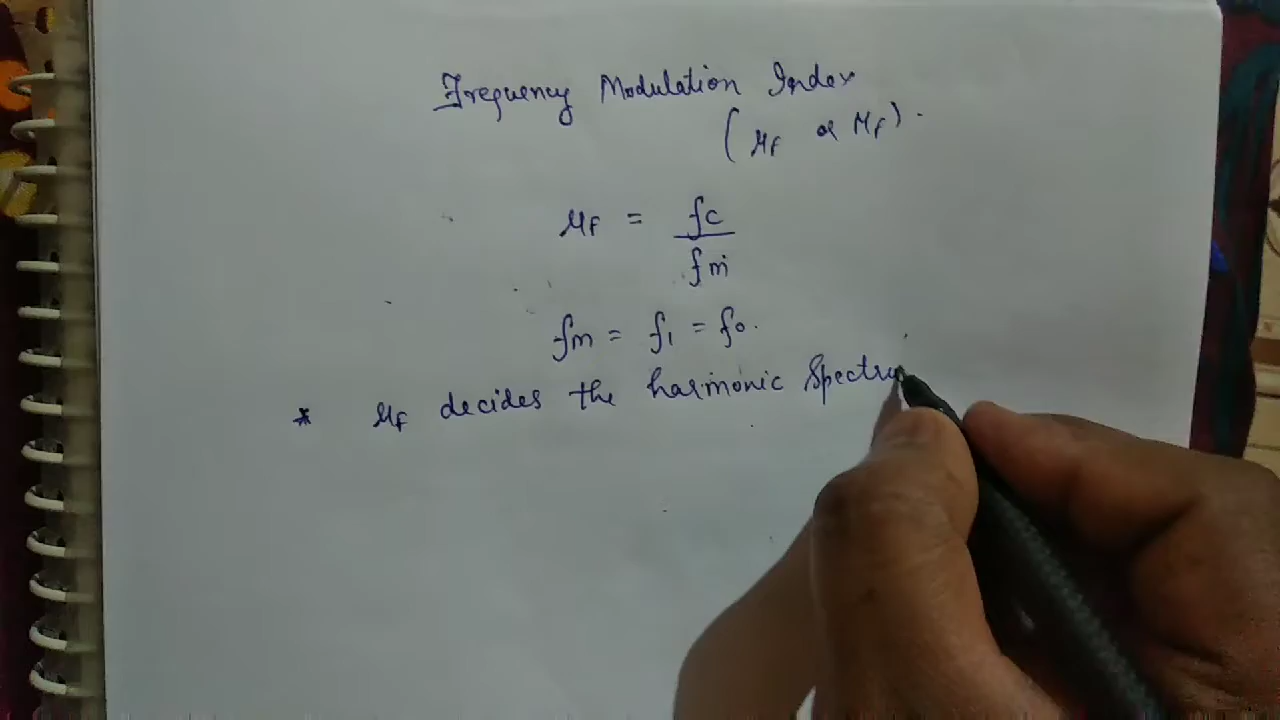 Frequency Modulation Index
(μf or Mf).
μf = fc / fm
fm = f1 = f0.
* μf decides the harmonic Spectru